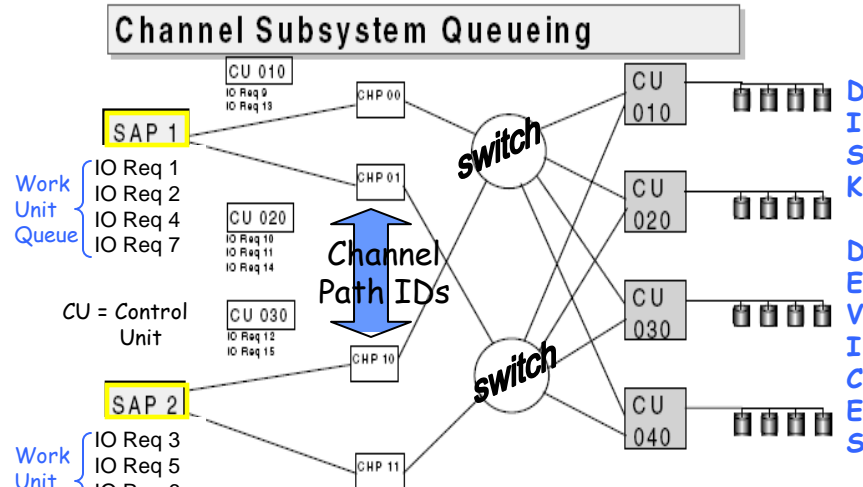 Channel Subsystem Queueing
CU 010
IO Req 9
IO Req 13
CHP 00
SAP 1
switch
CU
010
DISK
IO Req 1
IO Req 2
IO Req 4
IO Req 7
Work
Unit
Queue
CHP 01
CU 020
IO Req 10
IO Req 11
IO Req 14
CU
020
Channel
Path IDs
CU = Control
Unit
CU 030
IO Req 12
IO Req 15
CU
030
DEVICES
CHP 10
switch
SAP 2
CU
040
IO Req 3
IO Req 5
Work
Unit
CHP 11